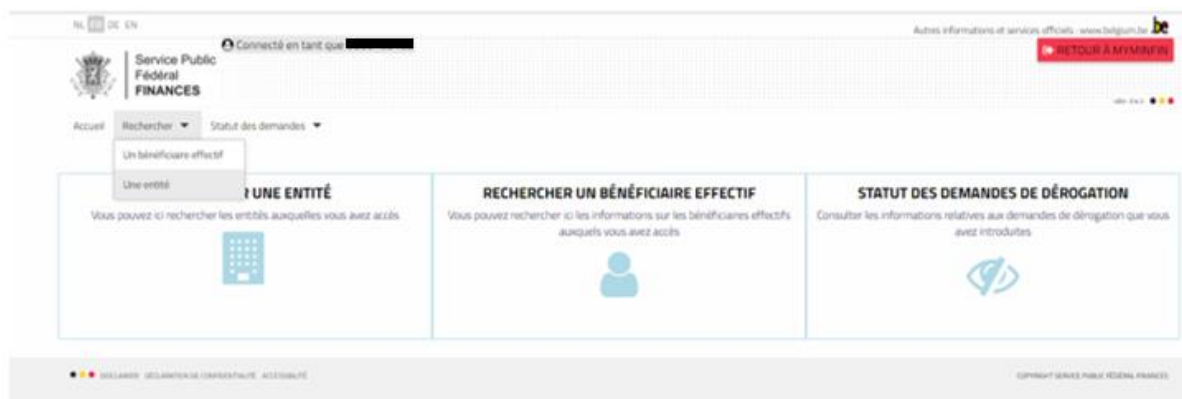 NL FR DE EN
Autres informations et services officiels : www.belgium.be .be
Connecté en tant que
RETOUR À MYMINFIN
Service Public
Fédéral
FINANCES
Accueil Rechercher Statut des demandes
Un bénéficiaire effectif
Une entité
R UNE ENTITÉ
Vous pouvez ici rechercher les entités auxquelles vous avez accès
RECHERCHER UN BÉNÉFICIAIRE EFFECTIF
Vous pouvez rechercher ici les informations sur les bénéficiaires effectifs
auxquels vous avez accès
STATUT DES DEMANDES DE DÉROGATION
Consulter les informations relatives aux demandes de dérogation que vous
avez introduites
DISCLAIMER DÉCLARATION DE CONFIDENTIALITÉ ACCESSIBILITÉ
COPYRIGHT SERVICE PUBLIC FÉDÉRAL FINANCES